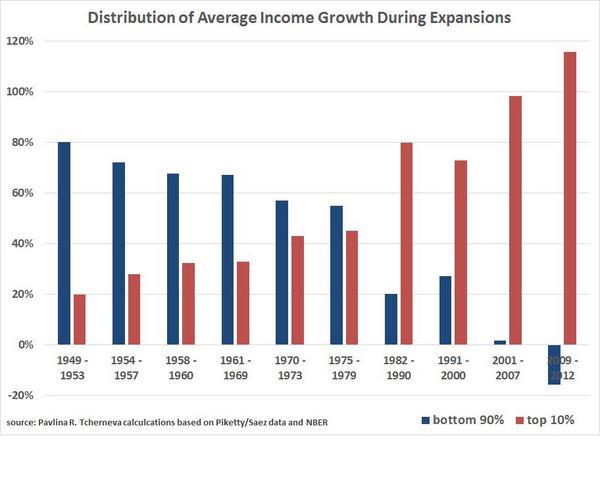 Distribution of Average Income Growth During Expansions
120%
100%
80%
60%
40%
20%
0%
-20%
1949 - 1954 - 1958 - 1961 - 1970 - 1975 - 1982 - 1991 - 2001 - 2009 -
1953 1957 1960 1969 1973 1979 1990 2000 2007 2012
source: Pavlina R. Tcherneva calculcations based on Piketty/Saez data and NBER
bottom 90% top 10%